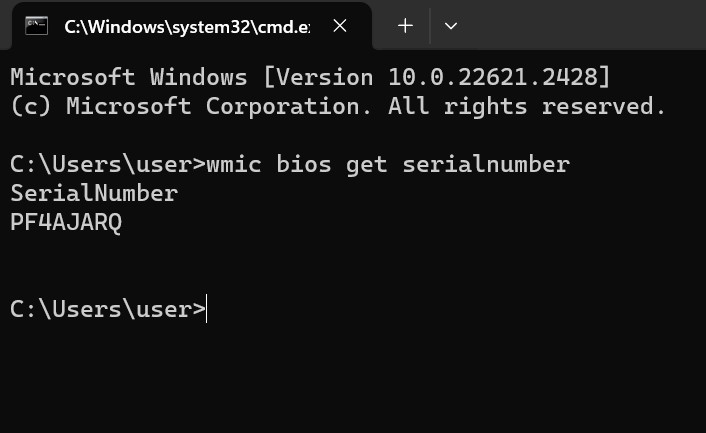 C:\Windows\system32\cmd.e
Microsoft Windows [Version 10.0.22621.2428]
(c) Microsoft Corporation. All rights reserved.
C:\Users\user>wmic bios get serialnumber
SerialNumber
PF4AJARQ
C:\Users\user>